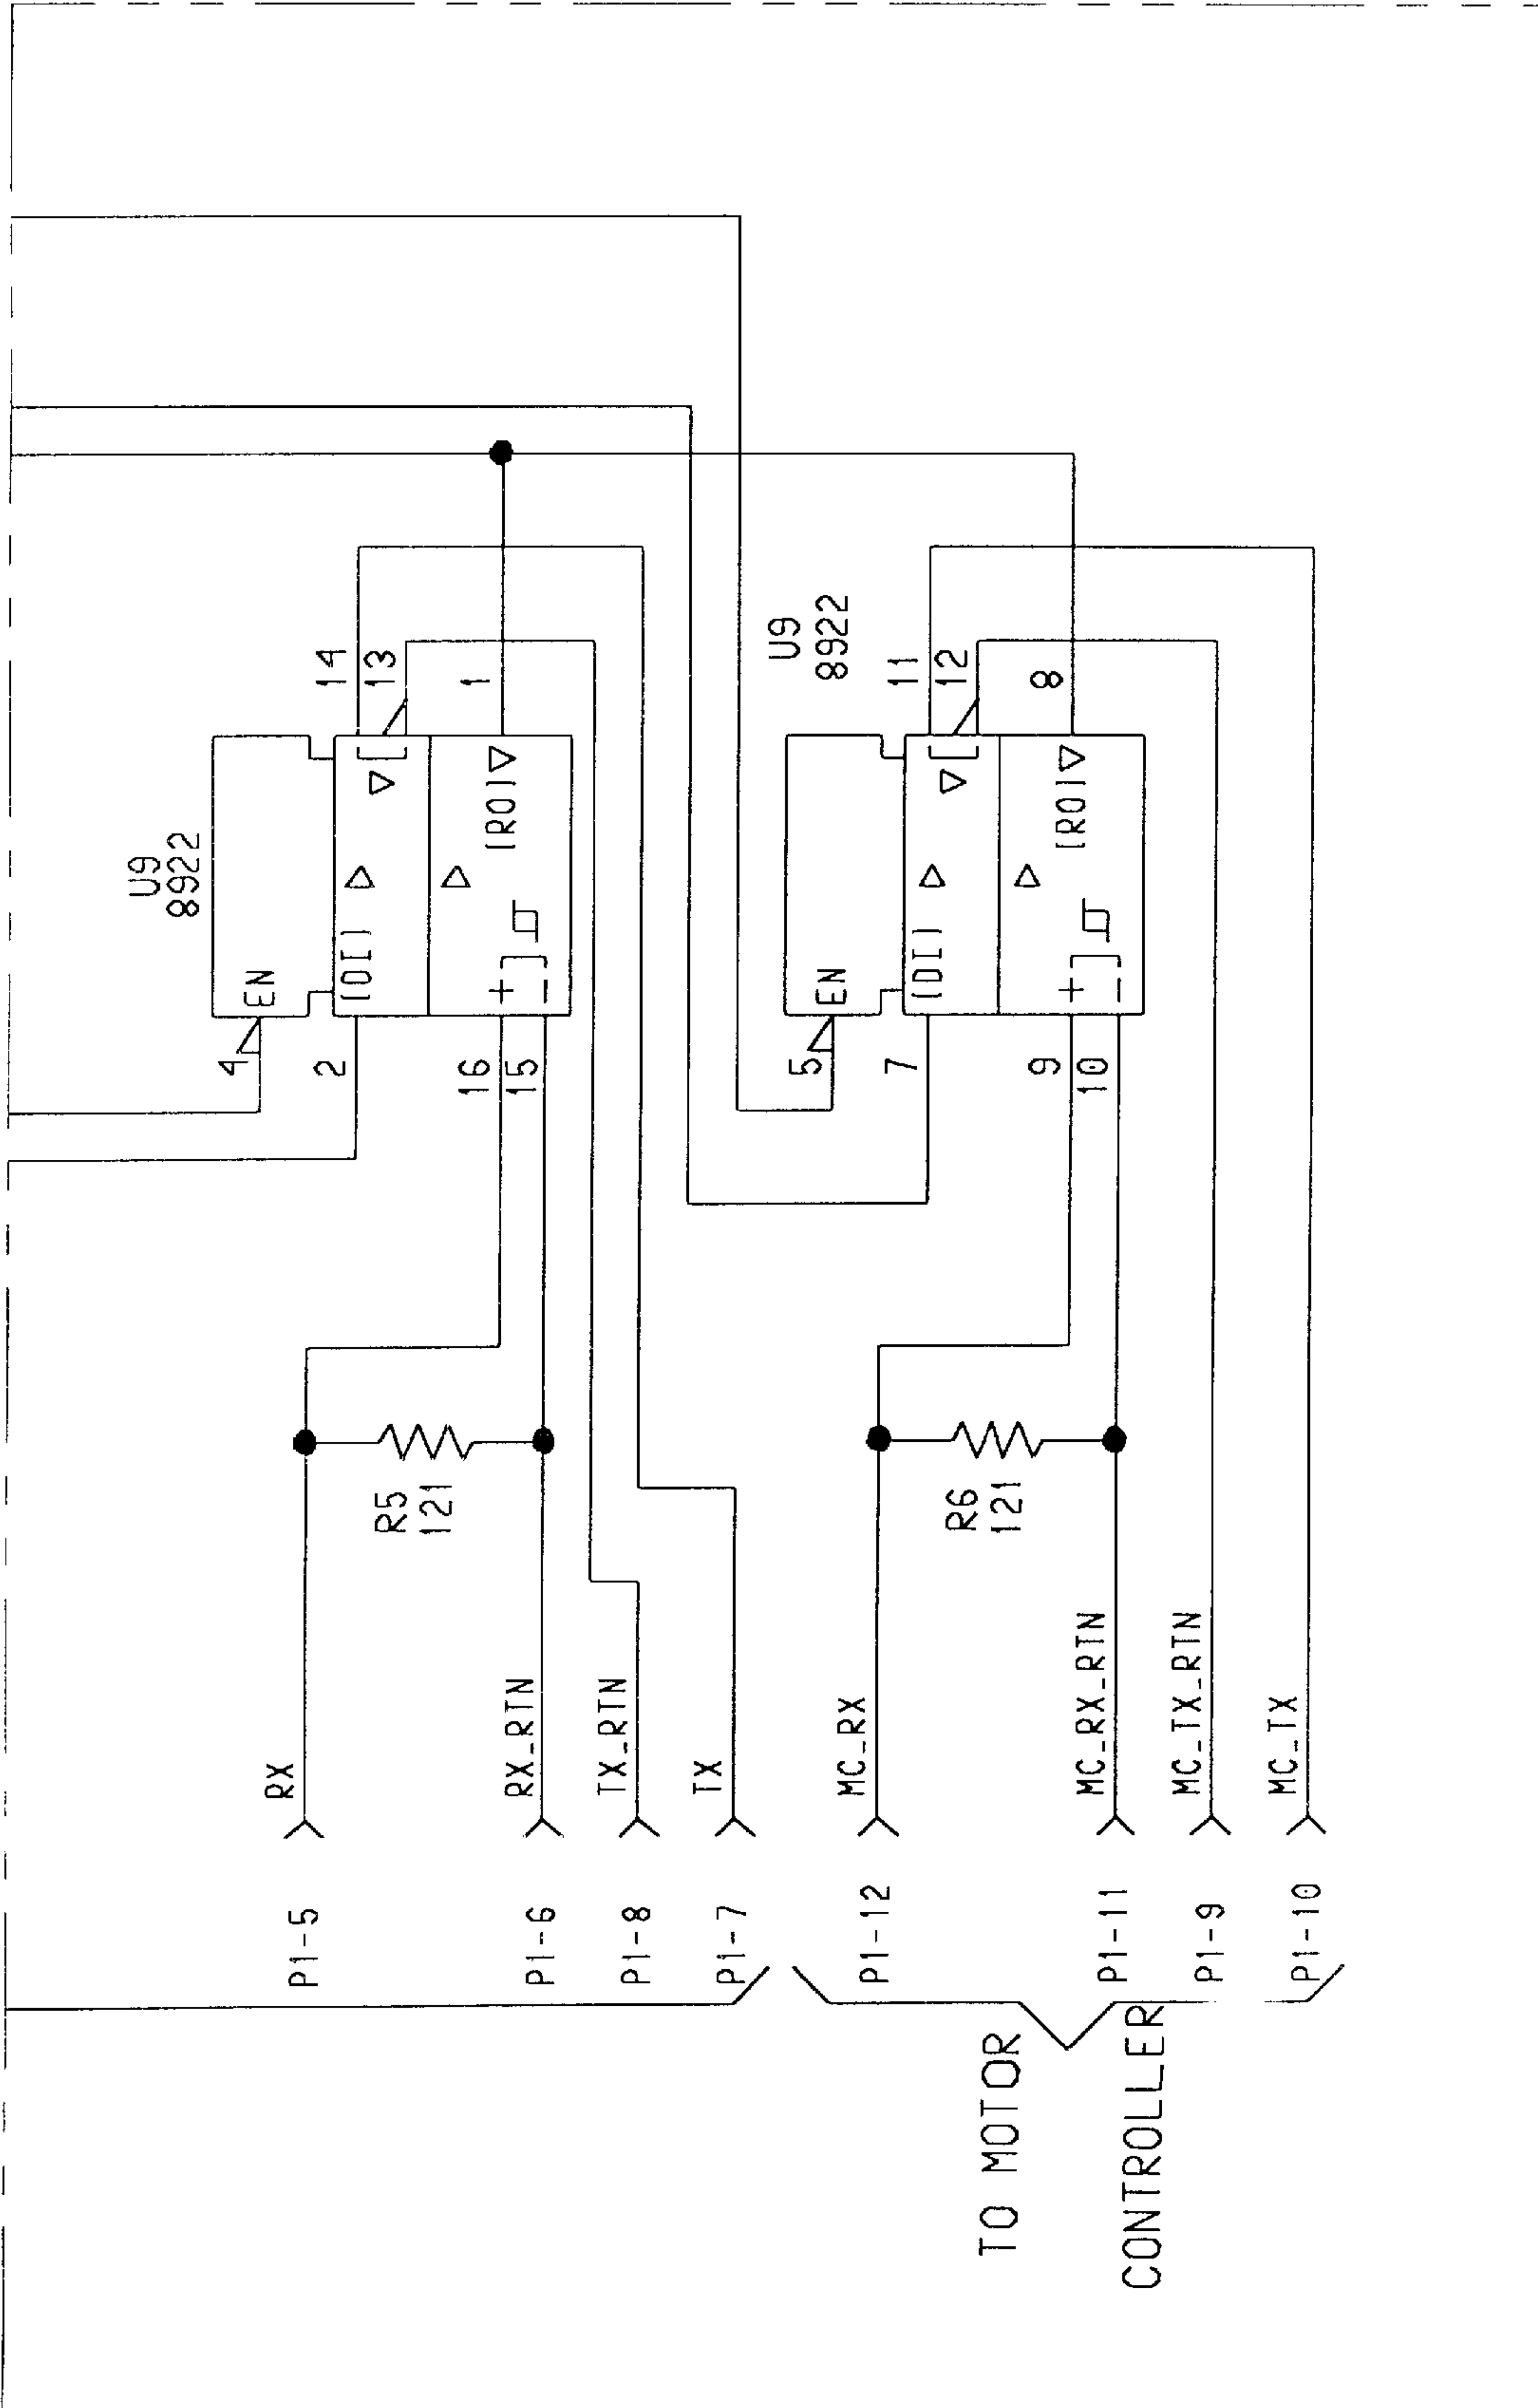 U9
8922
4
EN
2
[DI]
14
13
1
[RO]
16
15
+
R5
121
RX
RX_RTN
TX_RTN
TX
P1-5
P1-6
P1-8
P1-7
U9
8922
5
EN
7
[DI]
11
12
8
[RO]
9
10
+
R6
121
MC_RX
MC_RX_RTN
MC_TX_RTN
MC_TX
P1-12
P1-11
P1-9
P1-10
TO MOTOR
CONTROLLER